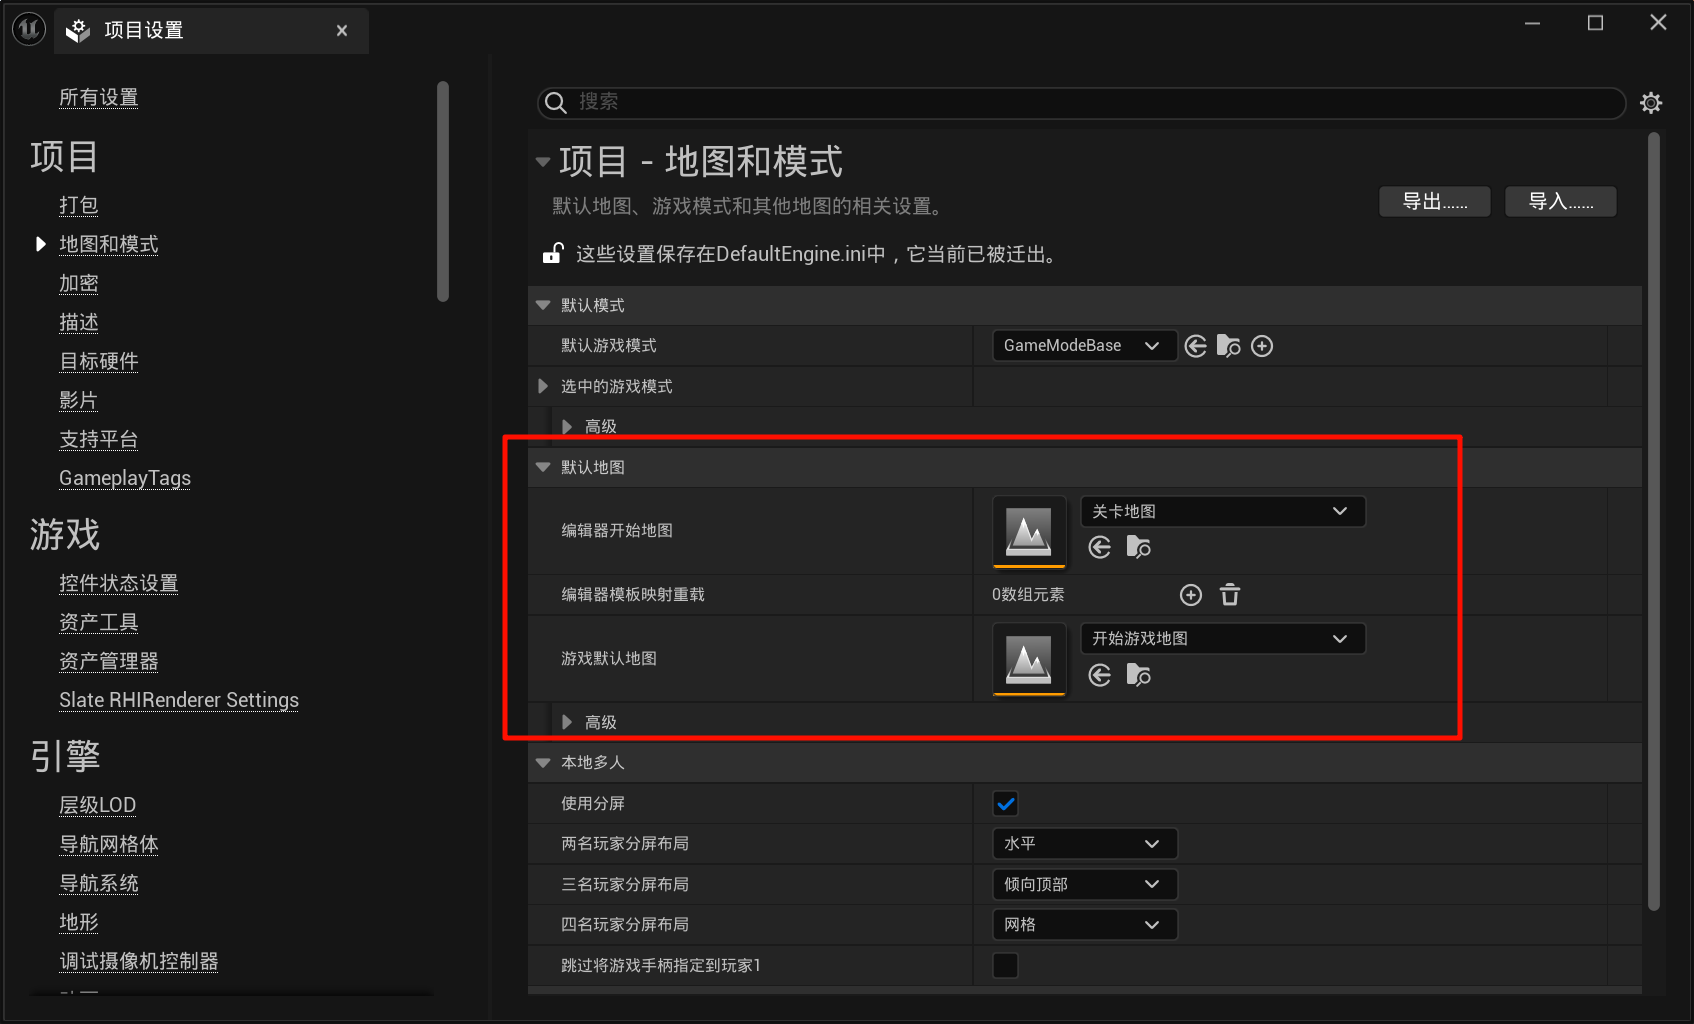 项目设置
所有设置
项目
打包
地图和模式
加密
描述
目标硬件
影片
支持平台
GameplayTags
游戏
控件状态设置
资产工具
资产管理器
Slate RHIRenderer Settings
引擎
层级LOD
导航网格体
导航系统
地形
调试摄像机控制器
搜索
项目 - 地图和模式
默认地图、游戏模式和其他地图的相关设置。
导出......
导入......
这些设置保存在DefaultEngine.ini中，它当前已被迁出。
默认模式
默认游戏模式
GameModeBase
选中的游戏模式
高级
默认地图
编辑器开始地图
关卡地图
编辑器模板映射重载
0数组元素
游戏默认地图
开始游戏地图
高级
本地多人
使用分屏
两名玩家分屏布局
水平
三名玩家分屏布局
倾向顶部
四名玩家分屏布局
网格
跳过将游戏手柄指定到玩家1